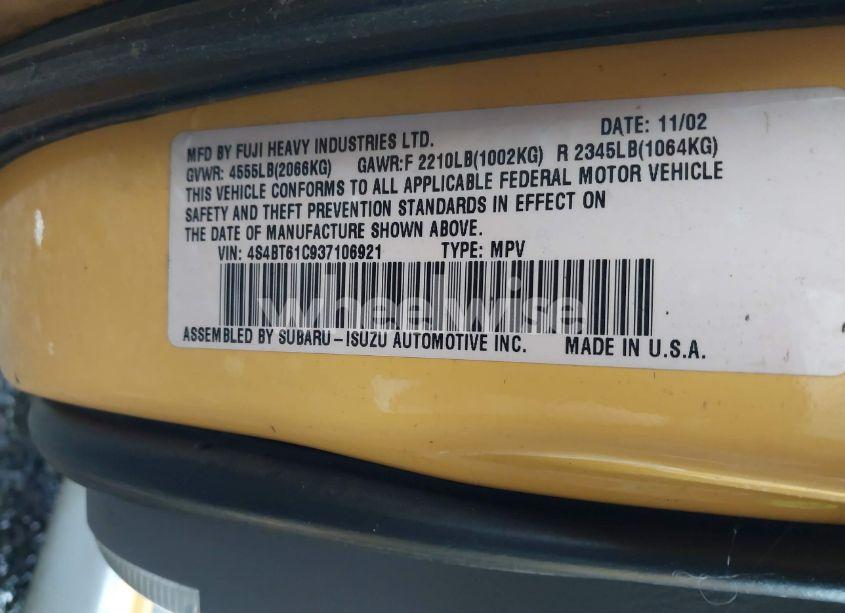 MFD BY FUJI HEAVY INDUSTRIES LTD. DATE: 11/02
GVWR: 4555LB(2066KG) GAWR:F 2210LB(1002KG) R 2345LB(1064KG)
THIS VEHICLE CONFORMS TO ALL APPLICABLE FEDERAL MOTOR VEHICLE
SAFETY AND THEFT PREVENTION STANDARDS IN EFFECT ON
THE DATE OF MANUFACTURE SHOWN ABOVE.
VIN: 4S4BT61C937106921 TYPE: MPV
wheelwise
ASSEMBLED BY SUBARU-ISUZU AUTOMOTIVE INC. MADE IN U.S.A.